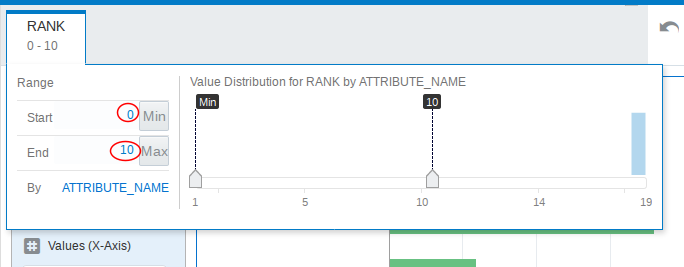 RANK
0 - 10
Range
Value Distribution for RANK by ATTRIBUTE_NAME
Start 0 Min
End 10 Max
By ATTRIBUTE_NAME
Min 10
1 5 10 14 19
# Values (X-Axis)